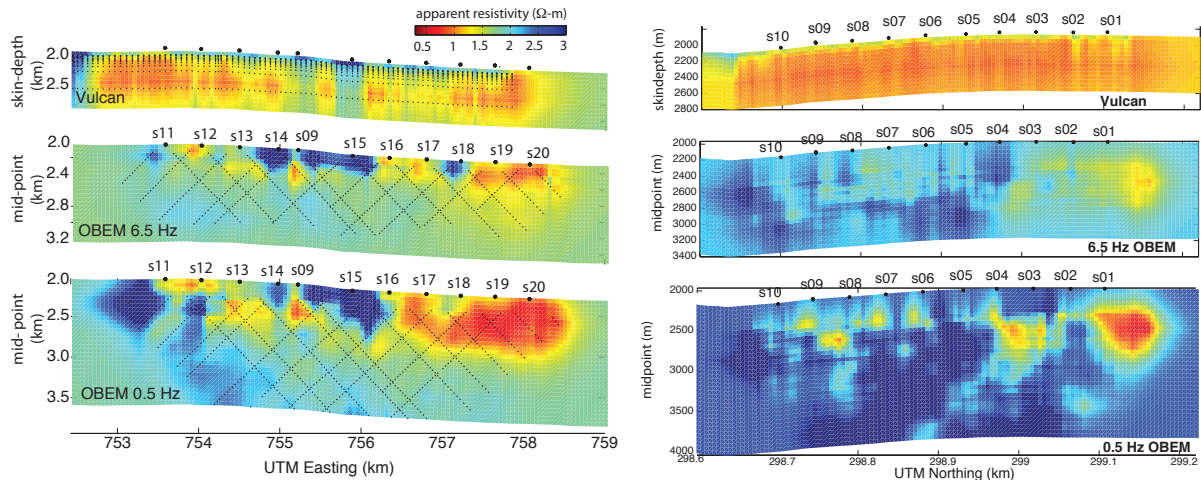 apparent resistivity (Ω-m)
0.5 1 1.5 2 2.5 3
skin-depth
(km)
2.0
2.5
Vulcan
s11 s12 s13 s14 s09 s15 s16 s17 s18 s19 s20
mid-point
(km)
2.0
2.4
2.8
3.2
OBEM 6.5 Hz
s11 s12 s13 s14 s09 s15 s16 s17 s18 s19 s20
mid- point
(km)
2.0
2.5
3.0
3.5
OBEM 0.5 Hz
753 754 755 756 757 758 759
UTM Easting (km)
s10 s09 s08 s07 s06 s05 s04 s03 s02 s01
skindepth (m)
2000
2200
2400
2600
2800
Vulcan
s10 s09 s08 s07 s06 s05 s04 s03 s02 s01
midpoint (m)
2000
2200
2400
2600
2800
3000
3200
3400
6.5 Hz OBEM
s10 s09 s08 s07 s06 s05 s04 s03 s02 s01
midpoint (m)
2000
2500
3000
3500
4000
0.5 Hz OBEM
298.6 298.7 298.8 298.9 299 299.1 299.2
UTM Northing (km)